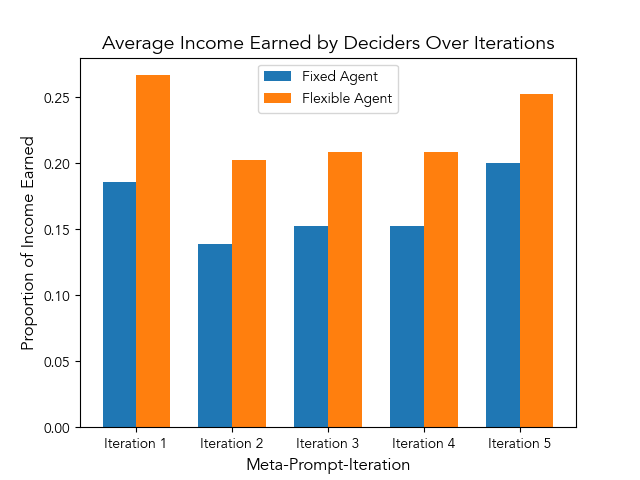 Average Income Earned by Deciders Over Iterations
Fixed Agent
Flexible Agent
Proportion of Income Earned
0.25
0.20
0.15
0.10
0.05
0.00
Iteration 1 Iteration 2 Iteration 3 Iteration 4 Iteration 5
Meta-Prompt-Iteration